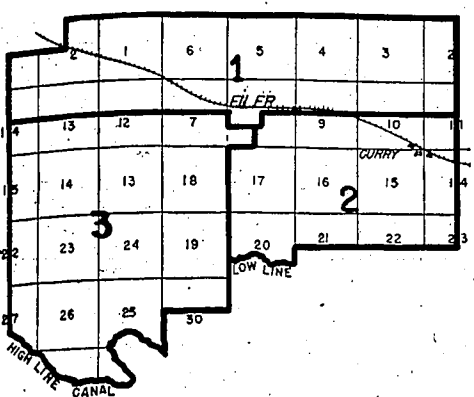 2 1 6 5 4 3 2
1
FILER
14 13 12 7 9 10 11
CURRY
15 14 13 18 17 16 15 14
3 2
22 23 24 19 20 21 22 23
LOW LINE
27 26 25 30
HIGH LINE
CANAL